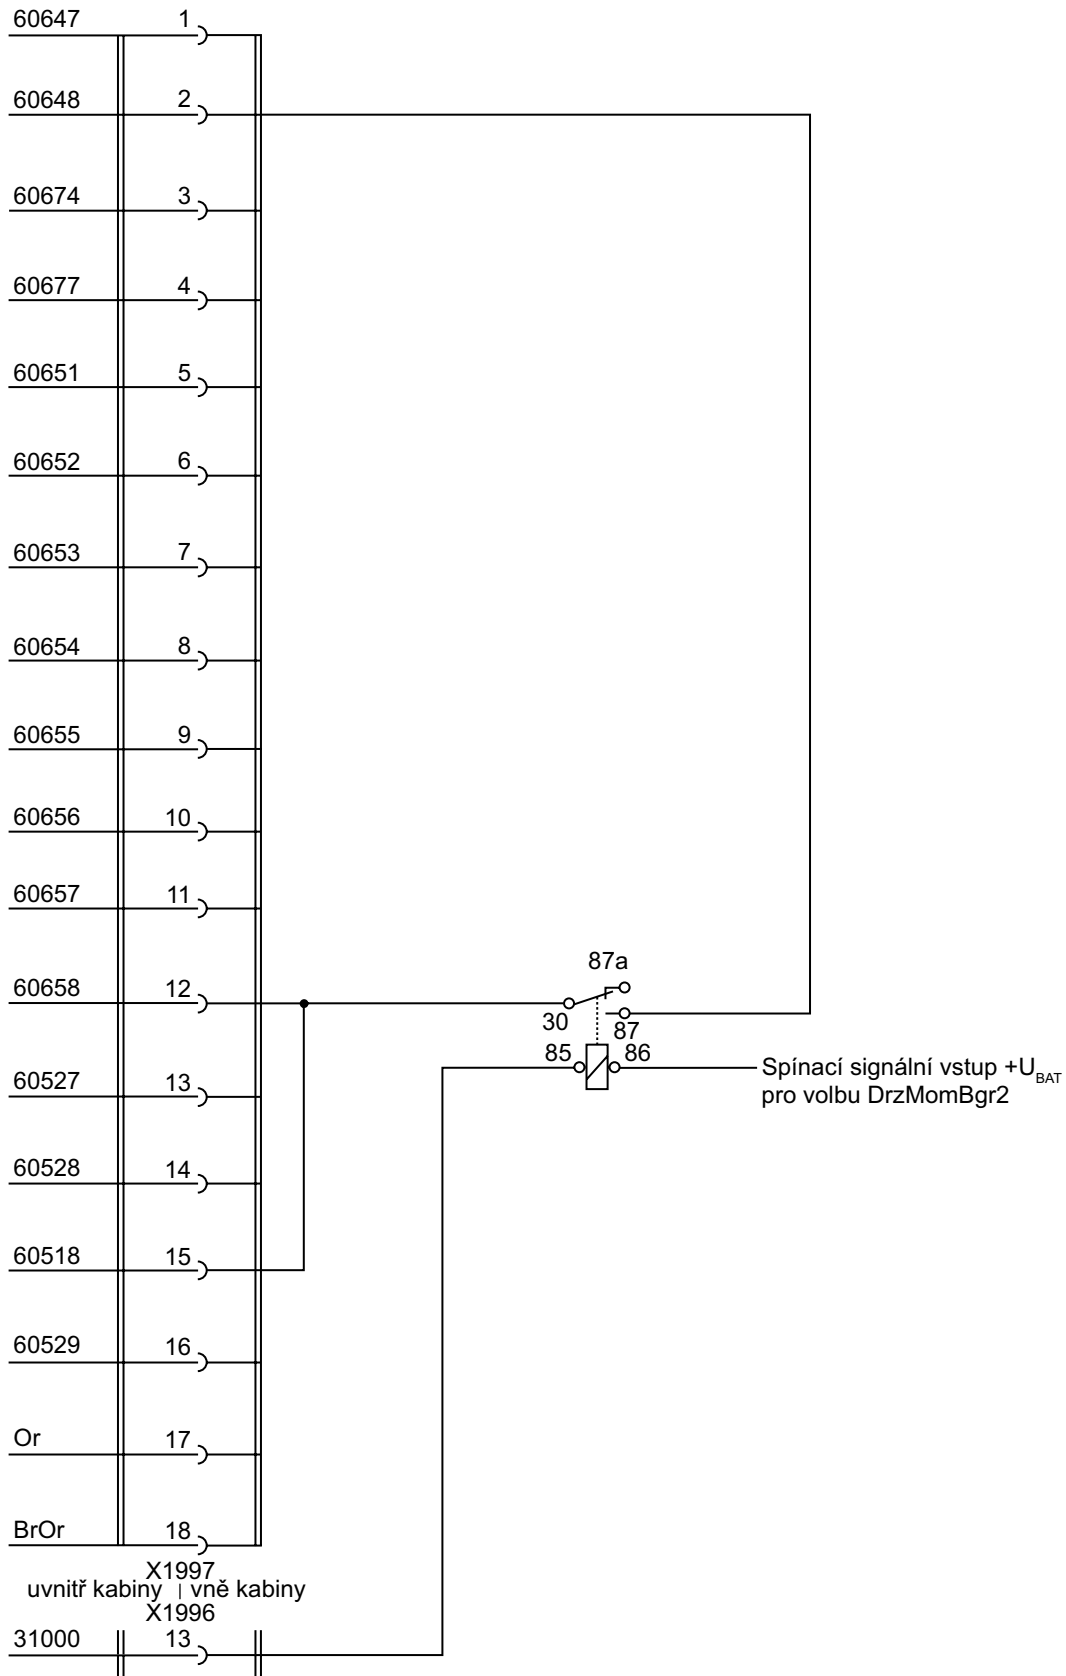 60647 1
60648 2
60674 3
60677 4
60651 5
60652 6
60653 7
60654 8
60655 9
60656 10
60657 11
87a
60658 12
30
87
85 86
Spínací signální vstup +UBAT
pro volbu DrzMomBgr2
60527 13
60528 14
60518 15
60529 16
Or 17
BrOr 18
X1997
uvnitř kabiny | vně kabiny
X1996
31000 13